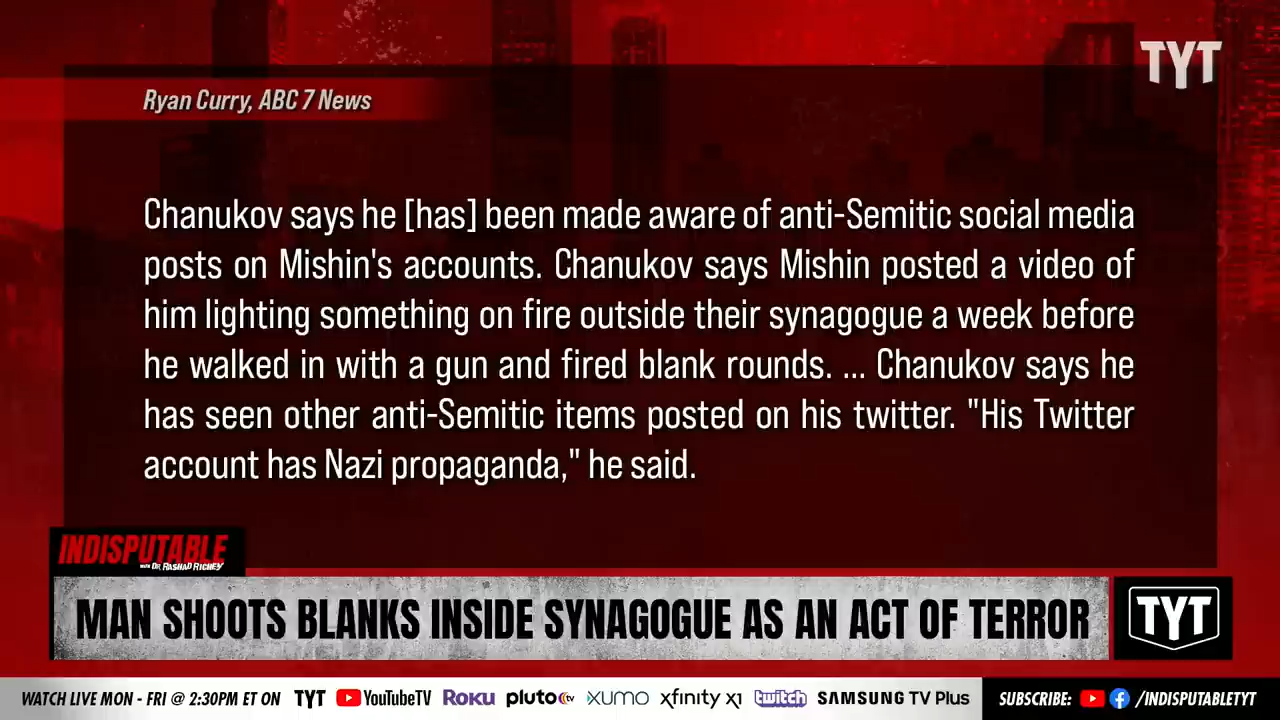 TYT
Ryan Curry, ABC 7 News
Chanukov says he [has] been made aware of anti-Semitic social media
posts on Mishin's accounts. Chanukov says Mishin posted a video of
him lighting something on fire outside their synagogue a week before
he walked in with a gun and fired blank rounds. ... Chanukov says he
has seen other anti-Semitic items posted on his twitter. "His Twitter
account has Nazi propaganda," he said.
INDISPUTABLE
WITH DR. RASHAD RICHEY
MAN SHOOTS BLANKS INSIDE SYNAGOGUE AS AN ACT OF TERROR
TYT
WATCH LIVE MON - FRI @ 2:30PM ET ON TYT YouTubeTV ROKU pluto tv xumo xfinity x1 twitch SAMSUNG TV Plus SUBSCRIBE: /INDISPUTABLETYT